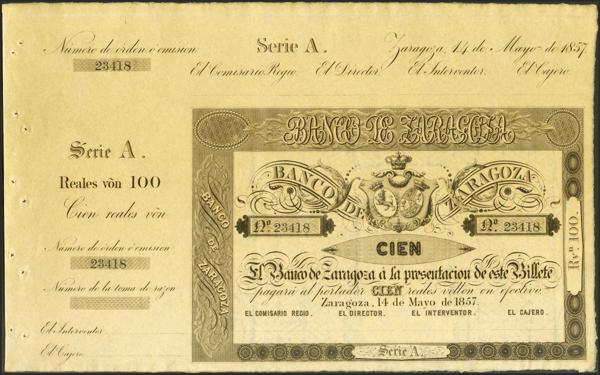 Número de órden ó emision
23418
Serie A.
Zaragoza, 14 de Mayo de 1857.
El Comisario Regio. El Director. El Interventor. El Cajero.
Serie A.
Reales vön 100
Cien reales vön
Número de órden ó emision
23418
Número de la toma de razon
El Interventor
El Cajero
BANCO DE ZARAGOZA
BANCO DE ZARAGOZA
BANCO DE ZARAGOZA
Nº 23418
Nº 23418
CIEN
El Banco de Zaragoza á la presentacion de este Billete
pagará al portador CIEN reales vellon en efectivo.
Zaragoza, 14 de Mayo de 1857.
EL COMISARIO REGIO. EL DIRECTOR. EL INTERVENTOR. EL CAJERO.
Serie A.
Rs. vn. 100.